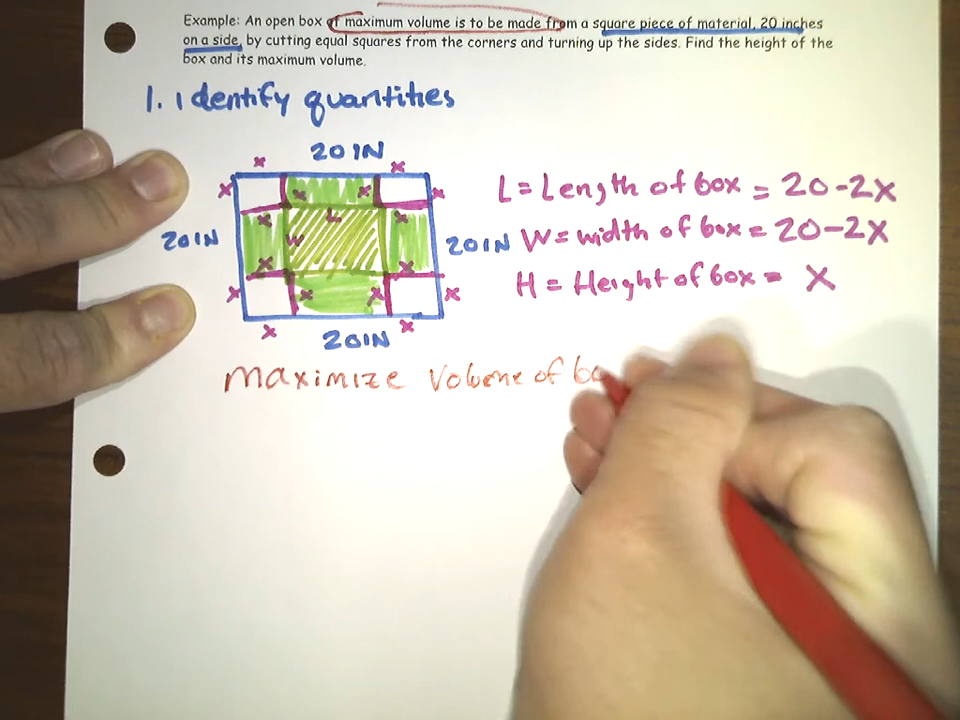 Example: An open box of maximum volume is to be made from a square piece of material, 20 inches
on a side, by cutting equal squares from the corners and turning up the sides. Find the height of the
box and its maximum volume.
1. Identify quantities
20 IN
x x
x x
x x
L
L = Length of box = 20-2x
20 IN
W
20 IN
W = width of box = 20-2x
x x
x x
x x
H = Height of box = x
x x
20 IN
maximize volume of bo